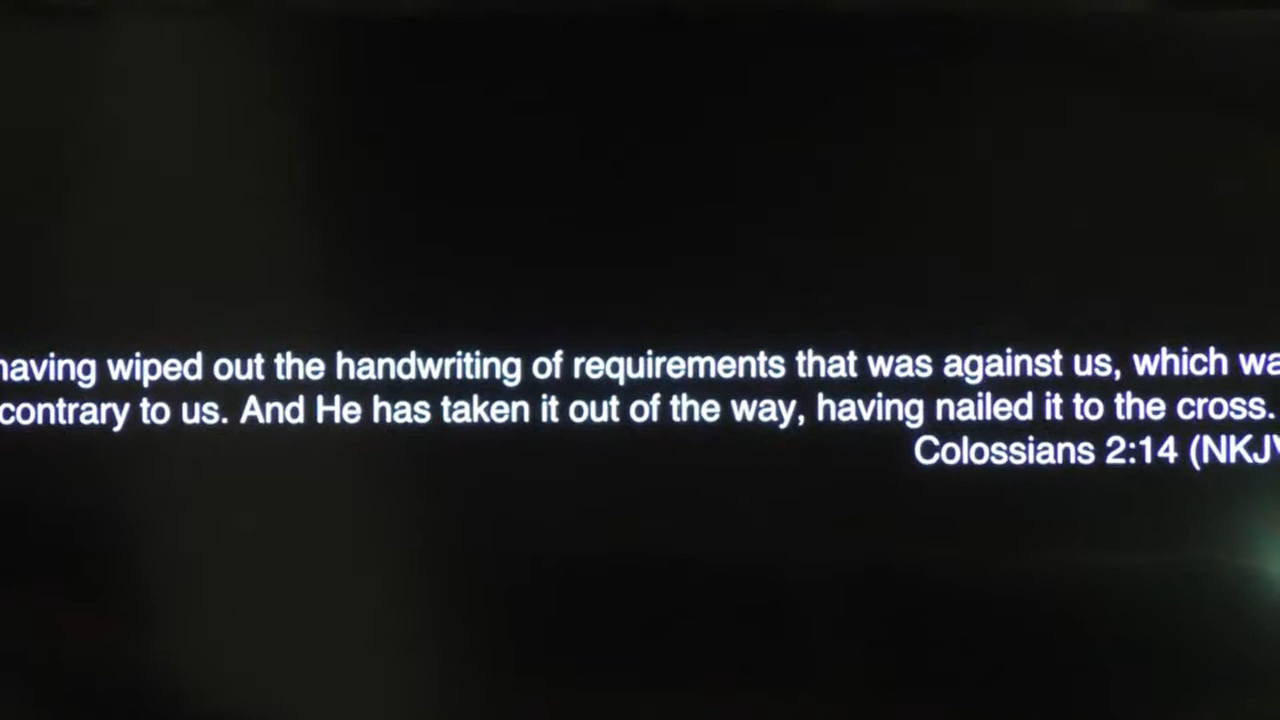 having wiped out the handwriting of requirements that was against us, which wa
contrary to us. And He has taken it out of the way, having nailed it to the cross.
Colossians 2:14 (NKJV